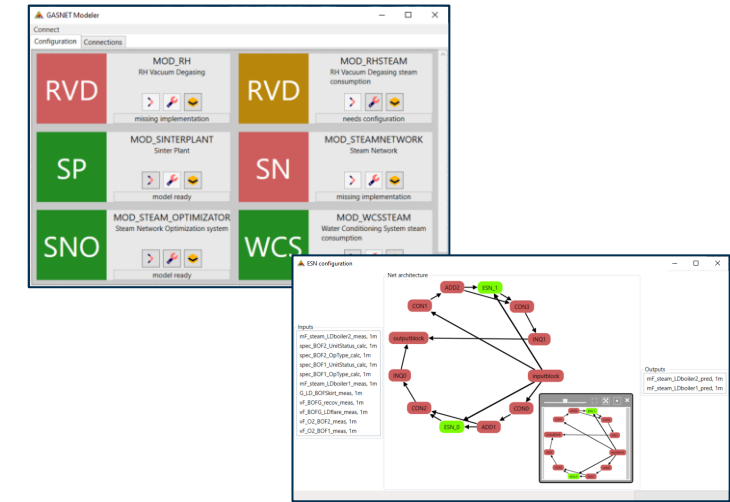 GASNET Modeler
Connect
Configuration Connections
RVD
MOD_RH
RH Vacuum Degasing
missing implementation
RVD
MOD_RHSTEAM
RH Vacuum Degasing steam
consumption
needs configuration
SP
MOD_SINTERPLANT
Sinter Plant
model ready
SN
MOD_STEAMNETWORK
Steam Network
missing implementation
SNO
MOD_STEAM_OPTIMIZATOR
Steam Network Optimization system
model ready
WCS
MOD_WCSSTEAM
Water Conditioning System steam
consumption
ESN configuration
Net architecture
Inputs
mF_steam_LDboiler2_meas, 1m
spec_BOF2_UnitStatus_calc, 1m
spec_BOF2_OpType_calc, 1m
spec_BOF1_UnitStatus_calc, 1m
spec_BOF1_OpType_calc, 1m
mF_steam_LDboiler1_meas, 1m
G_LD_BOFSkirt_meas, 1m
vF_BOFG_recov_meas, 1m
vF_BOFG_LDflare_meas, 1m
vF_O2_BOF2_meas, 1m
vF_O2_BOF1_meas, 1m
ADD2
ESN_1
CON1
CON3
outputblock
INQ1
INQ0
inputblock
CON2
CON0
ESN_0
ADD1
Outputs
mF_steam_LDboiler2_pred, 1m
mF_steam_LDboiler1_pred, 1m